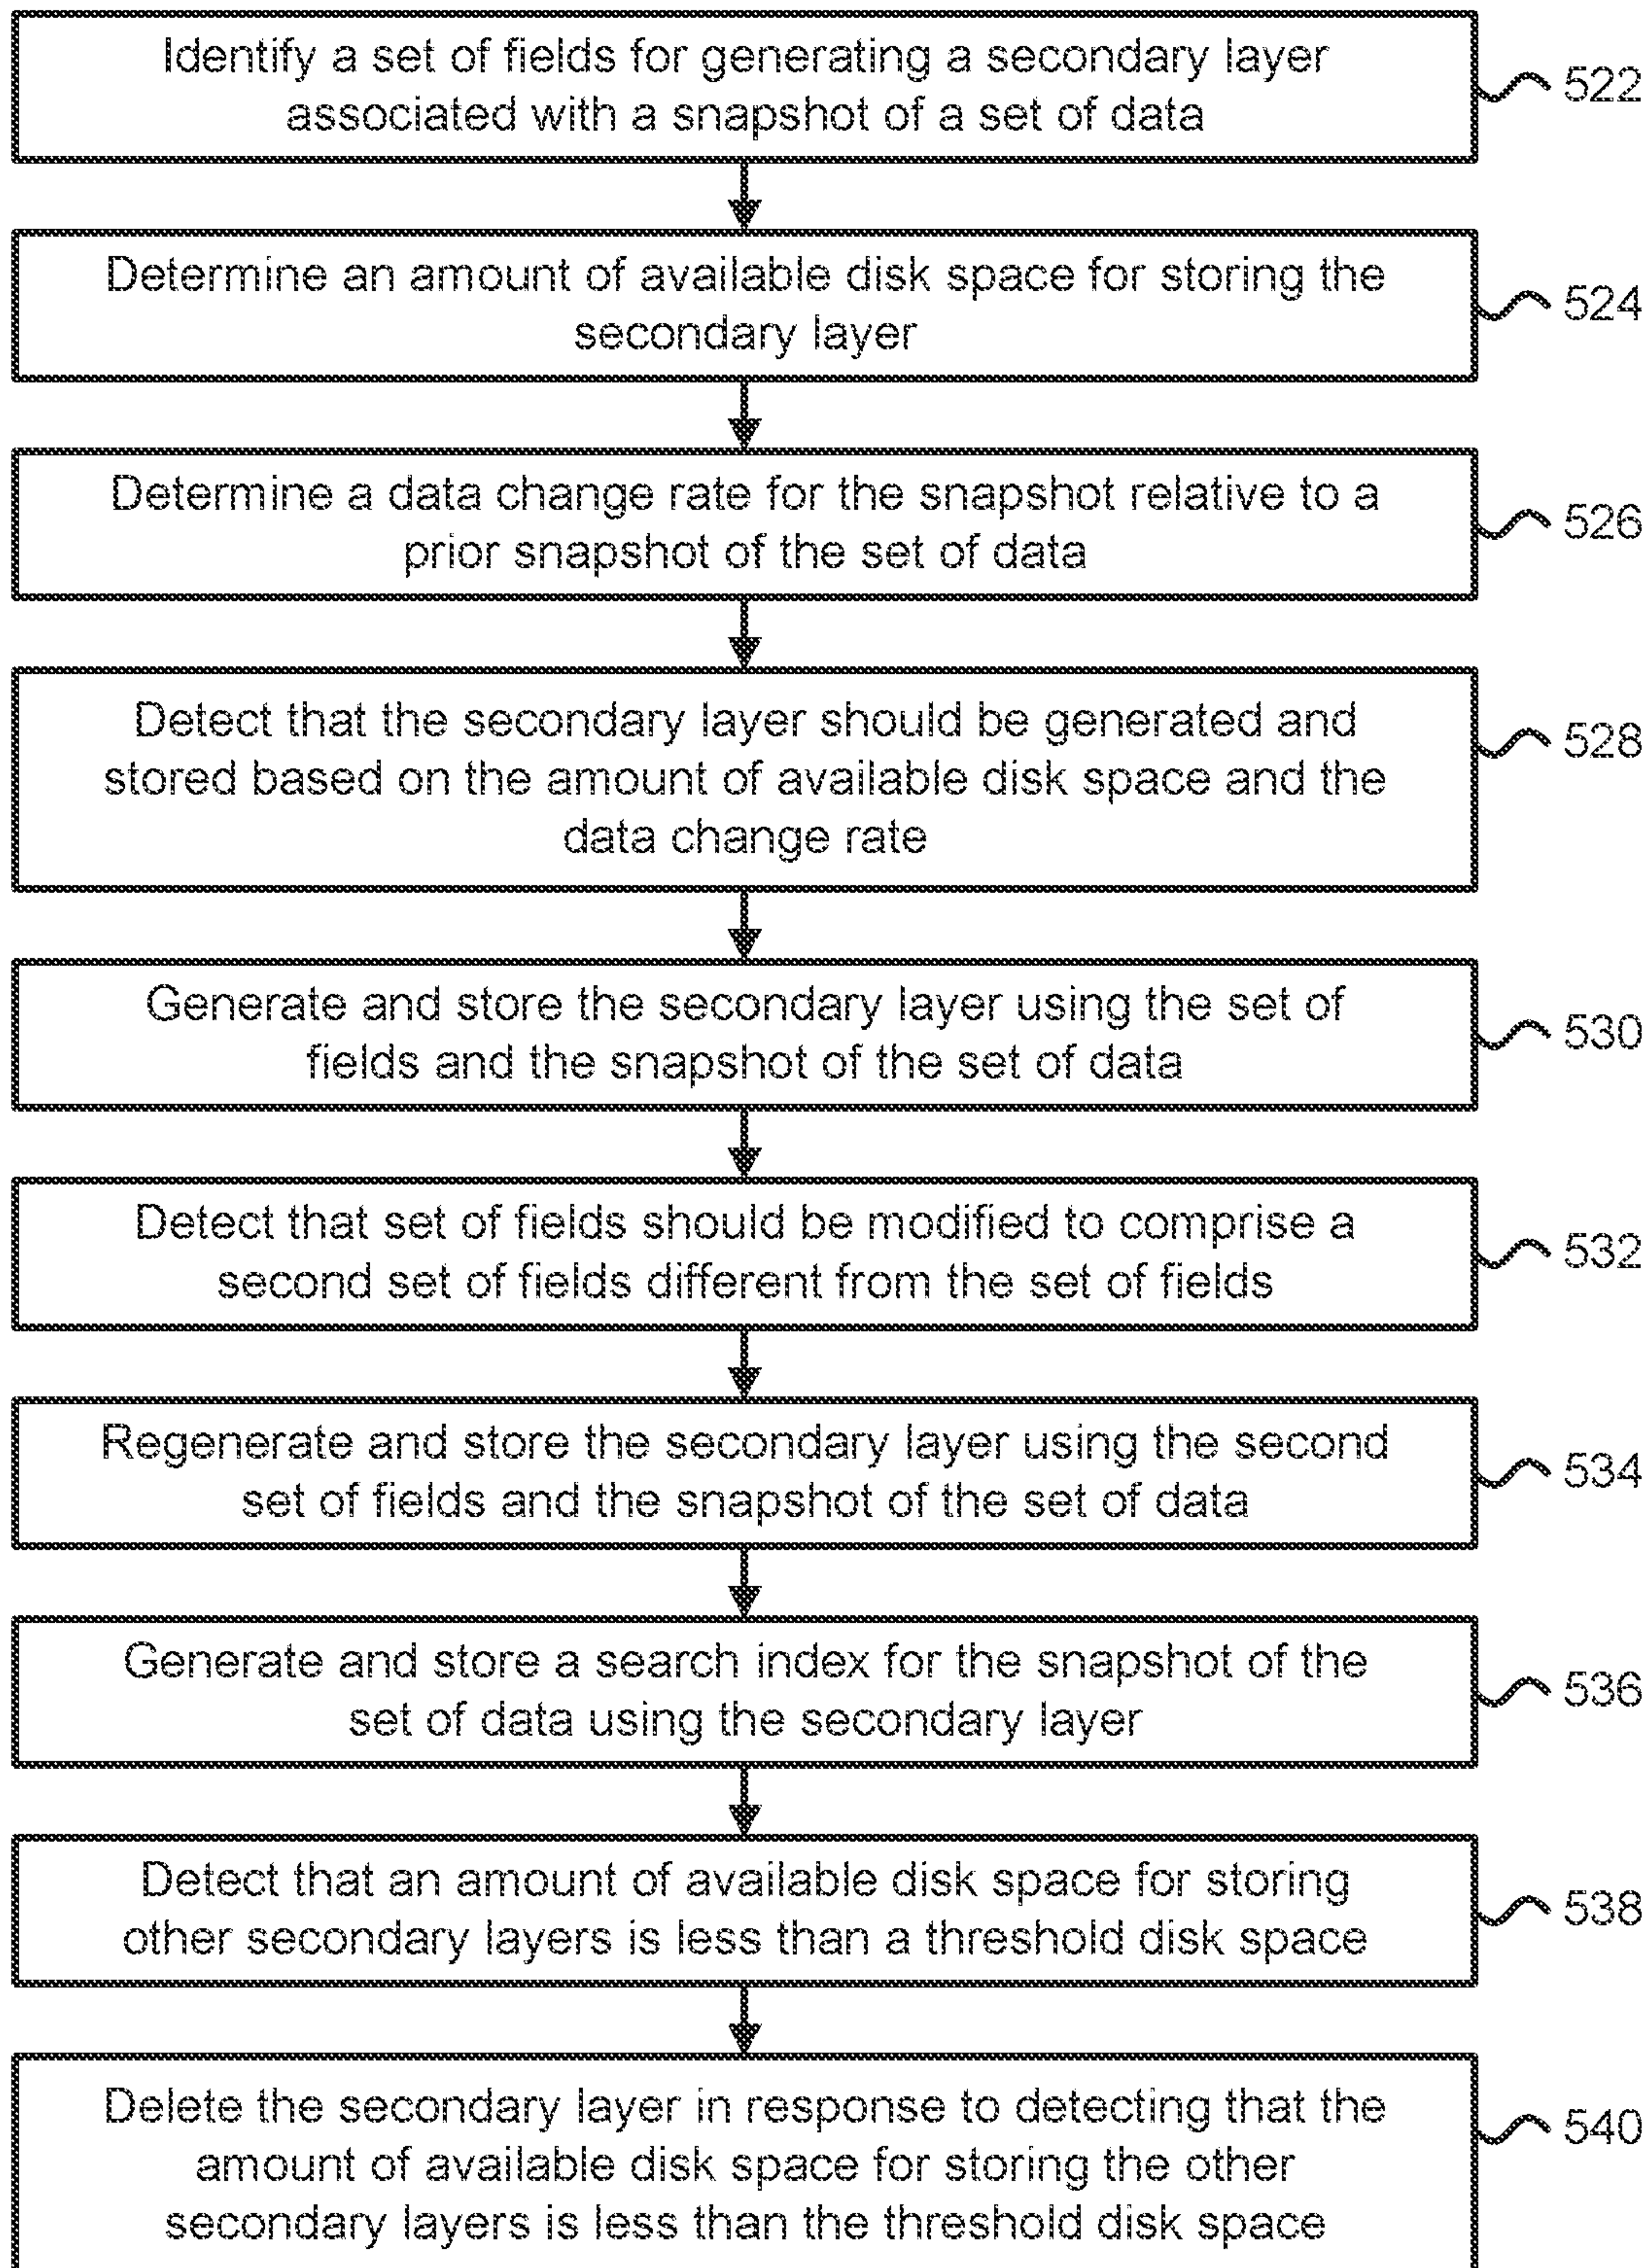 Identify a set of fields for generating a secondary layer
associated with a snapshot of a set of data
522
Determine an amount of available disk space for storing the
secondary layer
524
Determine a data change rate for the snapshot relative to a
prior snapshot of the set of data
526
Detect that the secondary layer should be generated and
stored based on the amount of available disk space and the
data change rate
528
Generate and store the secondary layer using the set of
fields and the snapshot of the set of data
530
Detect that set of fields should be modified to comprise a
second set of fields different from the set of fields
532
Regenerate and store the secondary layer using the second
set of fields and the snapshot of the set of data
534
Generate and store a search index for the snapshot of the
set of data using the secondary layer
536
Detect that an amount of available disk space for storing
other secondary layers is less than a threshold disk space
538
Delete the secondary layer in response to detecting that the
amount of available disk space for storing the other
secondary layers is less than the threshold disk space
540